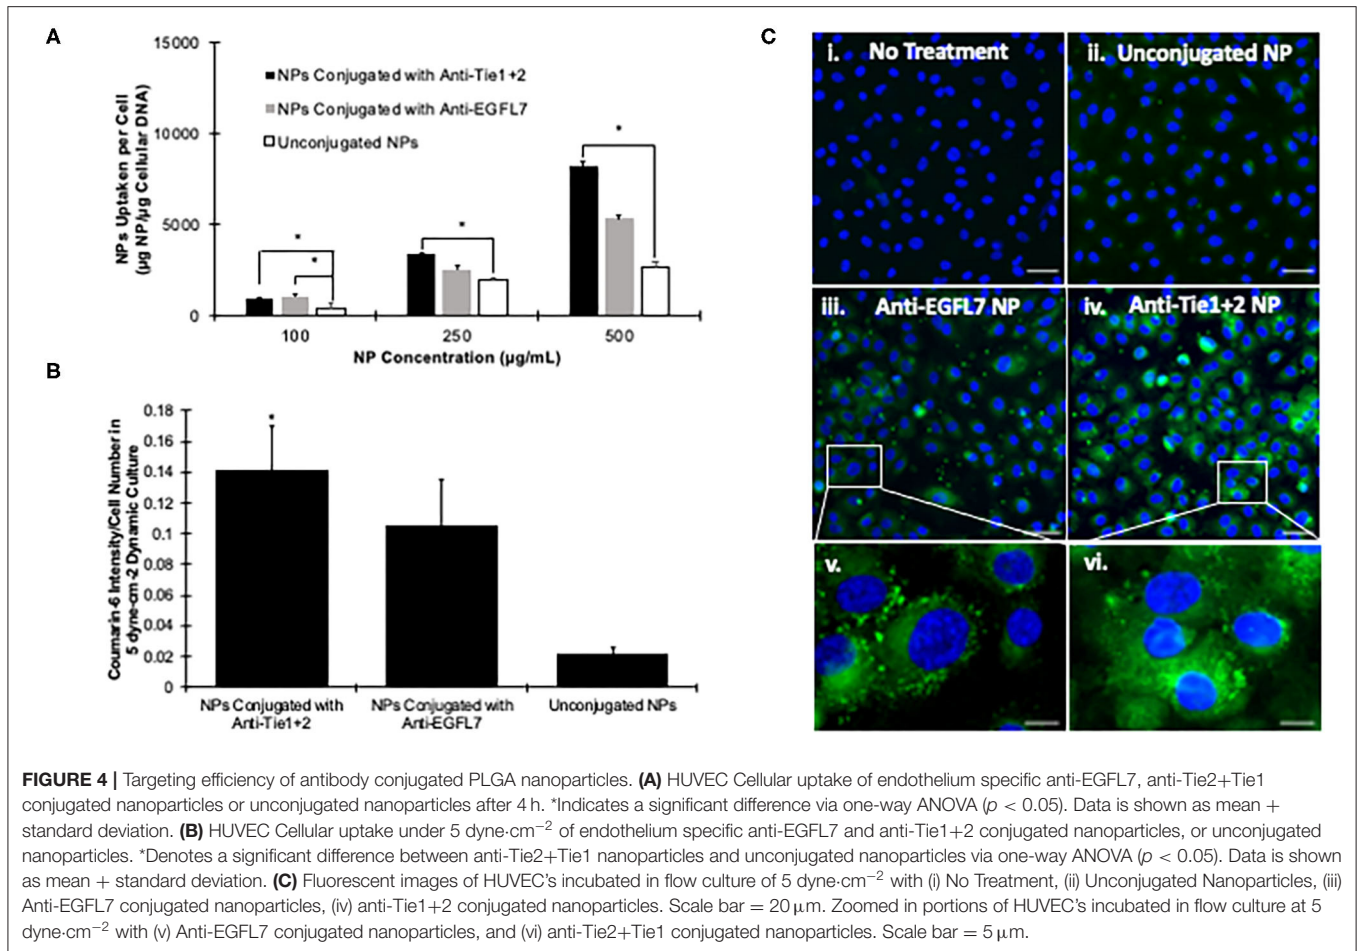 A
15000
10000
5000
0
NPs Uptaken per Cell
(µg NP/µg Cellular DNA)
NPs Conjugated with Anti-Tie1+2
NPs Conjugated with Anti-EGFL7
Unconjugated NPs
*
*
*
*
100 250 500
NP Concentration (µg/mL)
B
0.18
0.16
0.14
0.12
0.1
0.08
0.06
0.04
0.02
0
Coumarin-6 Intensity/Cell Number in
5 dyne-cm-2 Dynamic Culture
*
NPs Conjugated with
Anti-Tie1+2
NPs Conjugated with
Anti-EGFL7
Unconjugated NPs
C
i. No Treatment
ii. Unconjugated NP
iii. Anti-EGFL7 NP
iv. Anti-Tie1+2 NP
v.
vi.
FIGURE 4 | Targeting efficiency of antibody conjugated PLGA nanoparticles. (A) HUVEC Cellular uptake of endothelium specific anti-EGFL7, anti-Tie2+Tie1
conjugated nanoparticles or unconjugated nanoparticles after 4 h. *Indicates a significant difference via one-way ANOVA (p < 0.05). Data is shown as mean +
standard deviation. (B) HUVEC Cellular uptake under 5 dyne·cm−2 of endothelium specific anti-EGFL7 and anti-Tie1+2 conjugated nanoparticles, or unconjugated
nanoparticles. *Denotes a significant difference between anti-Tie2+Tie1 nanoparticles and unconjugated nanoparticles via one-way ANOVA (p < 0.05). Data is shown
as mean + standard deviation. (C) Fluorescent images of HUVEC's incubated in flow culture of 5 dyne·cm−2 with (i) No Treatment, (ii) Unconjugated Nanoparticles, (iii)
Anti-EGFL7 conjugated nanoparticles, (iv) anti-Tie1+2 conjugated nanoparticles. Scale bar = 20 µm. Zoomed in portions of HUVEC's incubated in flow culture at 5
dyne·cm−2 with (v) Anti-EGFL7 conjugated nanoparticles, and (vi) anti-Tie2+Tie1 conjugated nanoparticles. Scale bar = 5 µm.